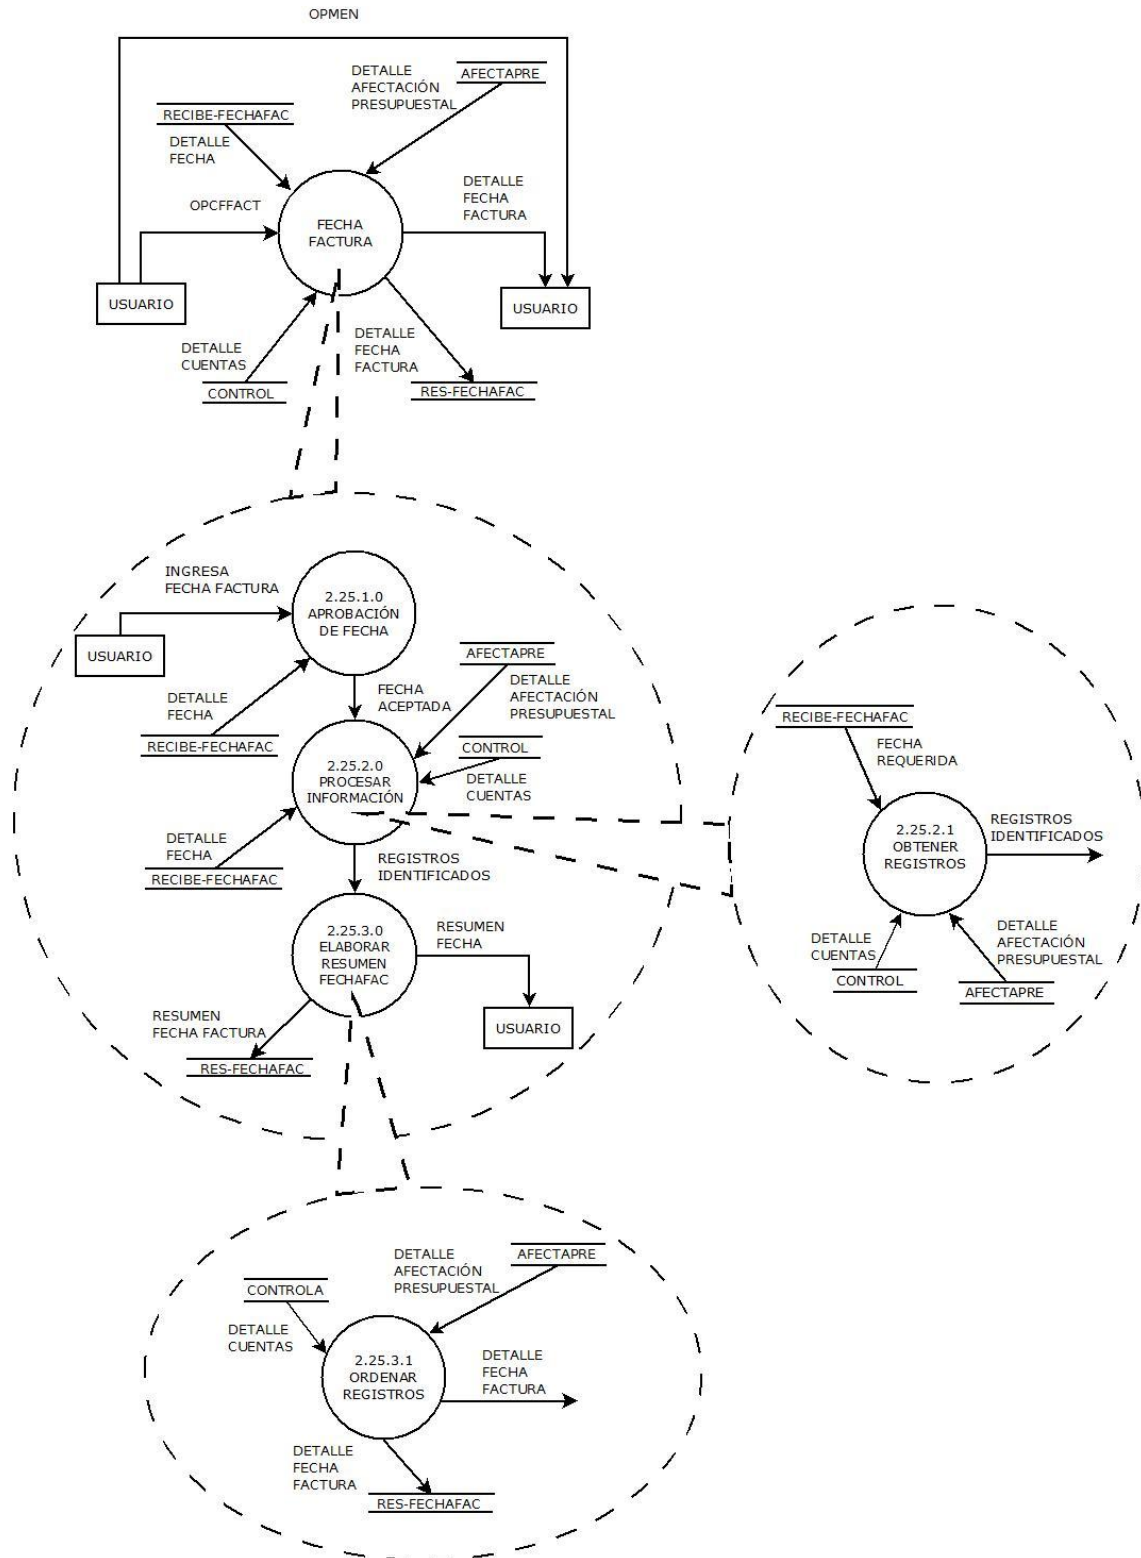 OPMEN
DETALLE
AFECTACIÓN
PRESUPUESTAL
AFECTAPRE
RECIBE-FECHAFAC
DETALLE
FECHA
OPCFFACT
FECHA
FACTURA
DETALLE
FECHA
FACTURA
USUARIO
USUARIO
DETALLE
CUENTAS
CONTROL
DETALLE
FECHA
FACTURA
RES-FECHAFAC
INGRESA
FECHA FACTURA
USUARIO
2.25.1.0
APROBACIÓN
DE FECHA
DETALLE
FECHA
RECIBE-FECHAFAC
FECHA
ACEPTADA
AFECTAPRE
DETALLE
AFECTACIÓN
PRESUPUESTAL
CONTROL
DETALLE
CUENTAS
2.25.2.0
PROCESAR
INFORMACIÓN
DETALLE
FECHA
RECIBE-FECHAFAC
REGISTROS
IDENTIFICADOS
2.25.3.0
ELABORAR
RESUMEN
FECHAFAC
RESUMEN
FECHA
USUARIO
RESUMEN
FECHA FACTURA
RES-FECHAFAC
RECIBE-FECHAFAC
FECHA
REQUERIDA
2.25.2.1
OBTENER
REGISTROS
REGISTROS
IDENTIFICADOS
DETALLE
CUENTAS
CONTROL
DETALLE
AFECTACIÓN
PRESUPUESTAL
AFECTAPRE
DETALLE
AFECTACIÓN
PRESUPUESTAL
AFECTAPRE
CONTROLA
DETALLE
CUENTAS
2.25.3.1
ORDENAR
REGISTROS
DETALLE
FECHA
FACTURA
DETALLE
FECHA
FACTURA
RES-FECHAFAC